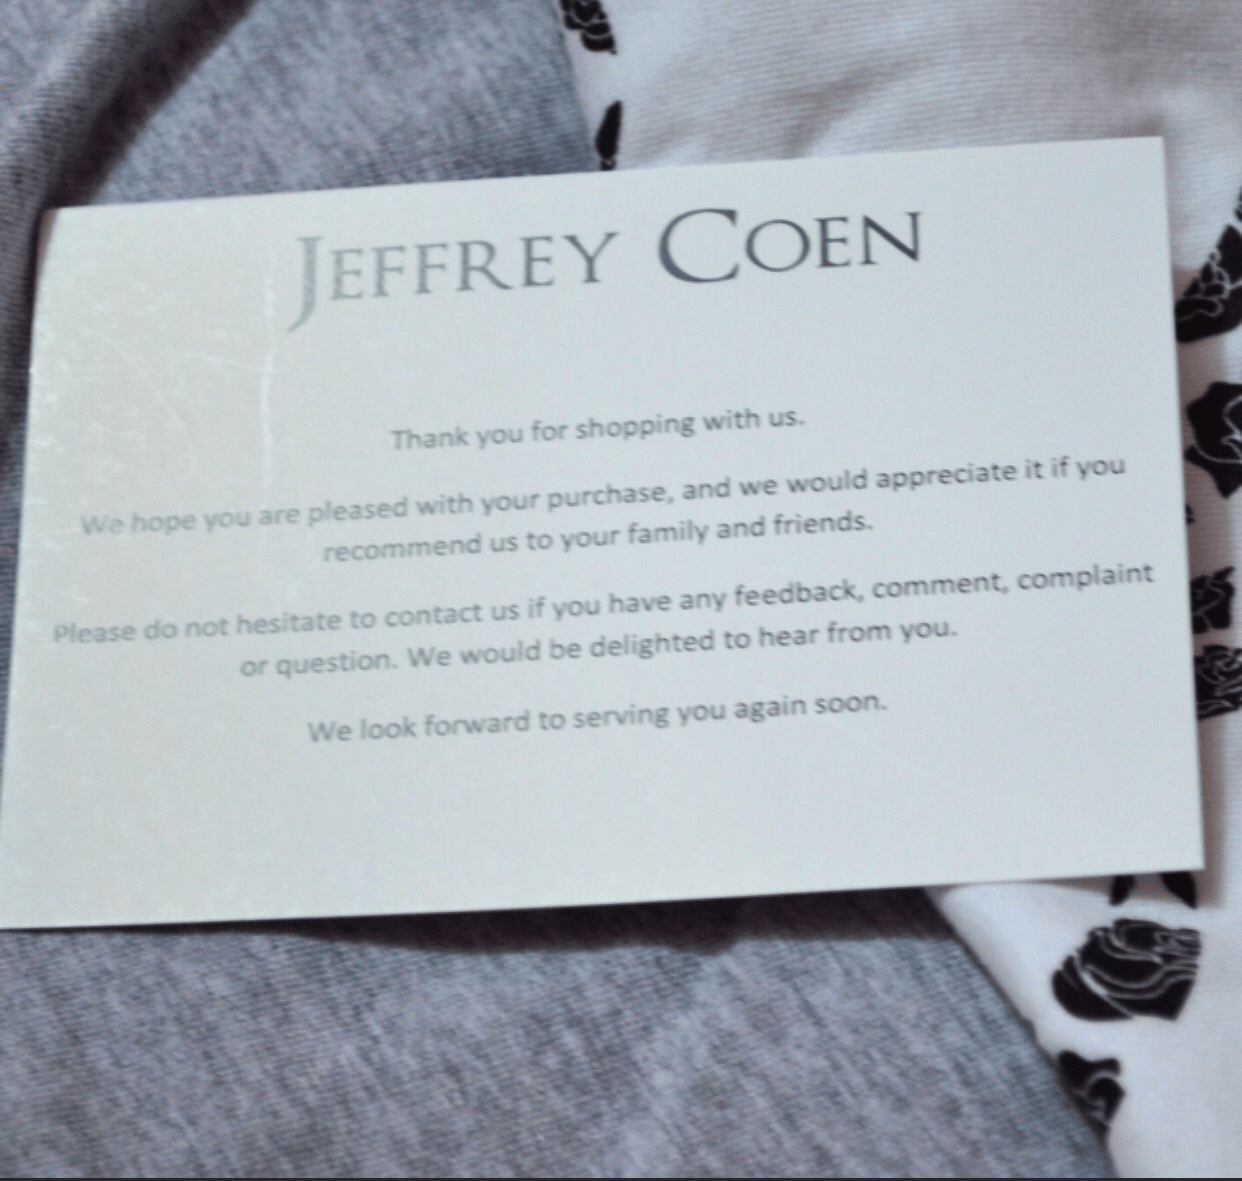 JEFFREY COEN
Thank you for shopping with us.
We hope you are pleased with your purchase, and we would appreciate it if you
recommend us to your family and friends.
Please do not hesitate to contact us if you have any feedback, comment, complaint
or question. We would be delighted to hear from you.
We look forward to serving you again soon.